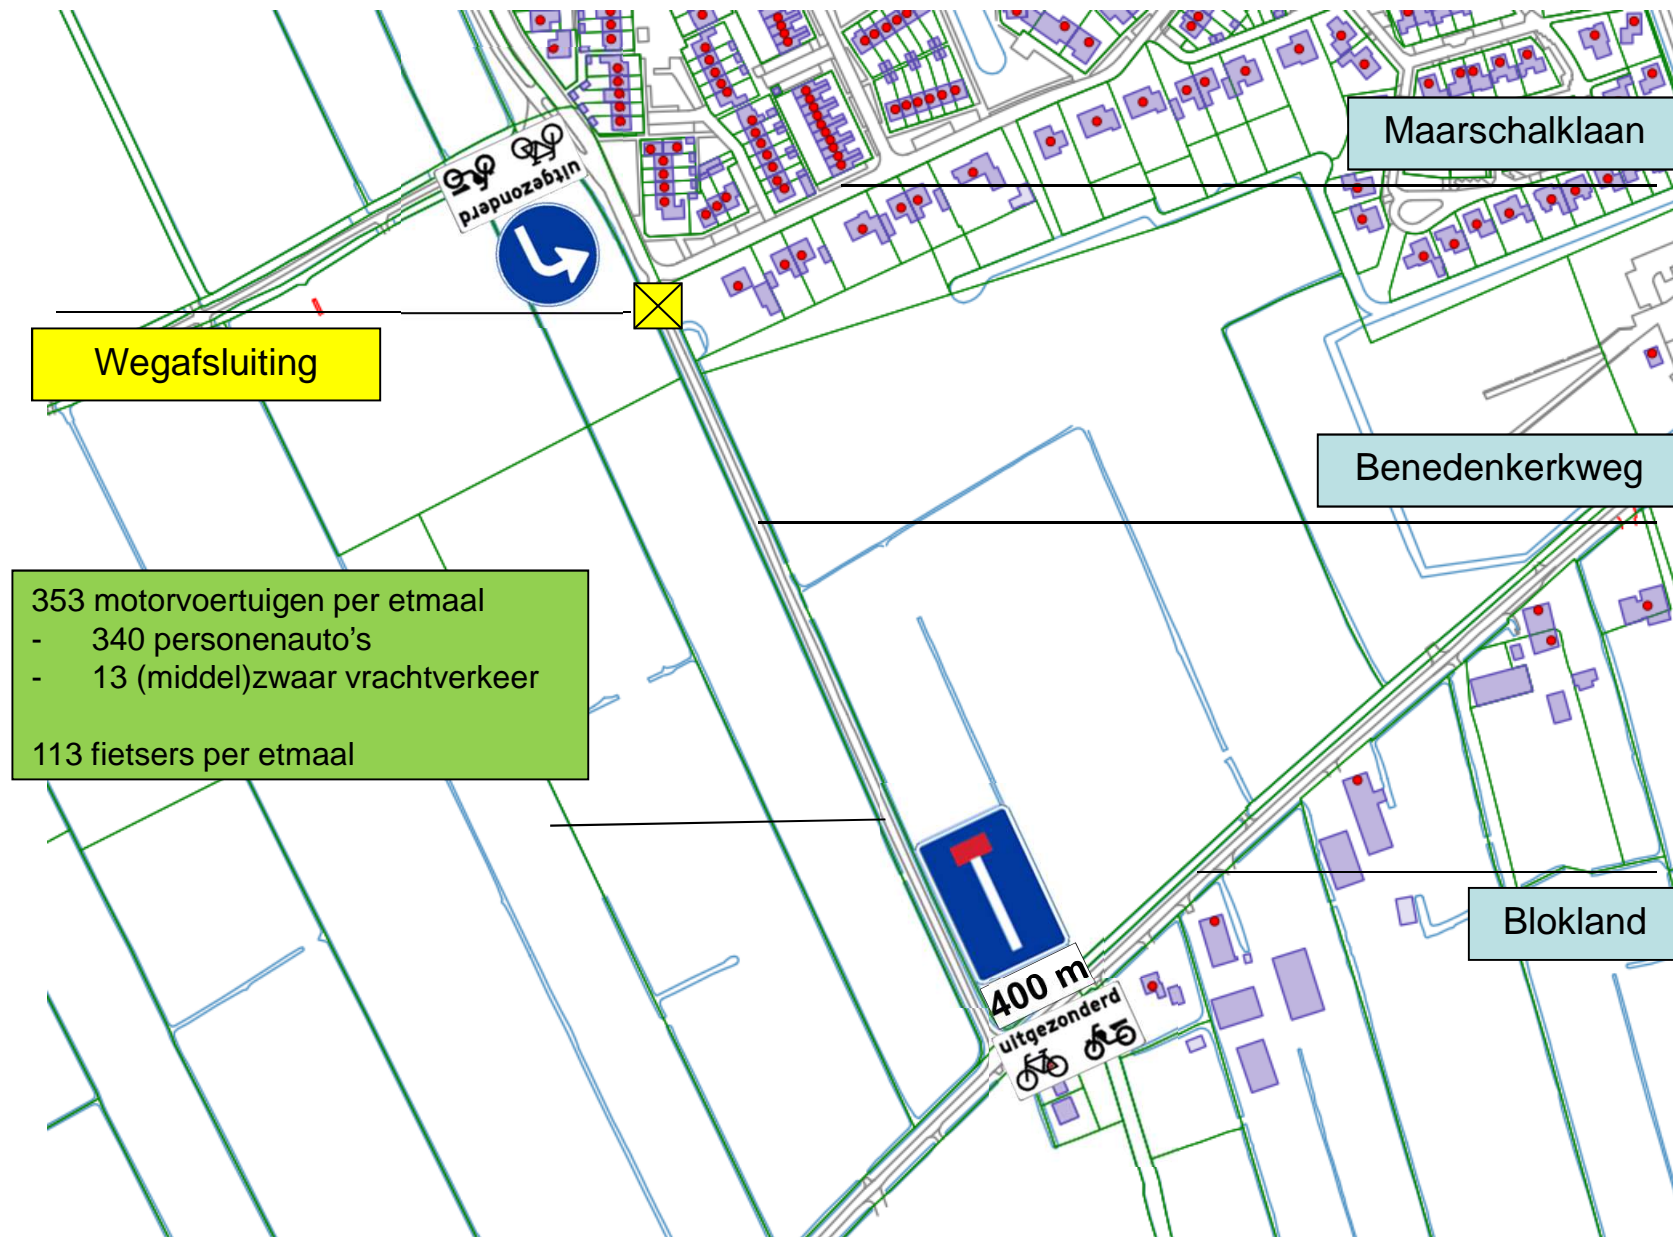 uitgezonderd
Maarschalklaan
Wegafsluiting
Benedenkerkweg
353 motorvoertuigen per etmaal
- 340 personenauto's
- 13 (middel)zwaar vrachtverkeer
113 fietsers per etmaal
Blokland
400 m
uitgezonderd